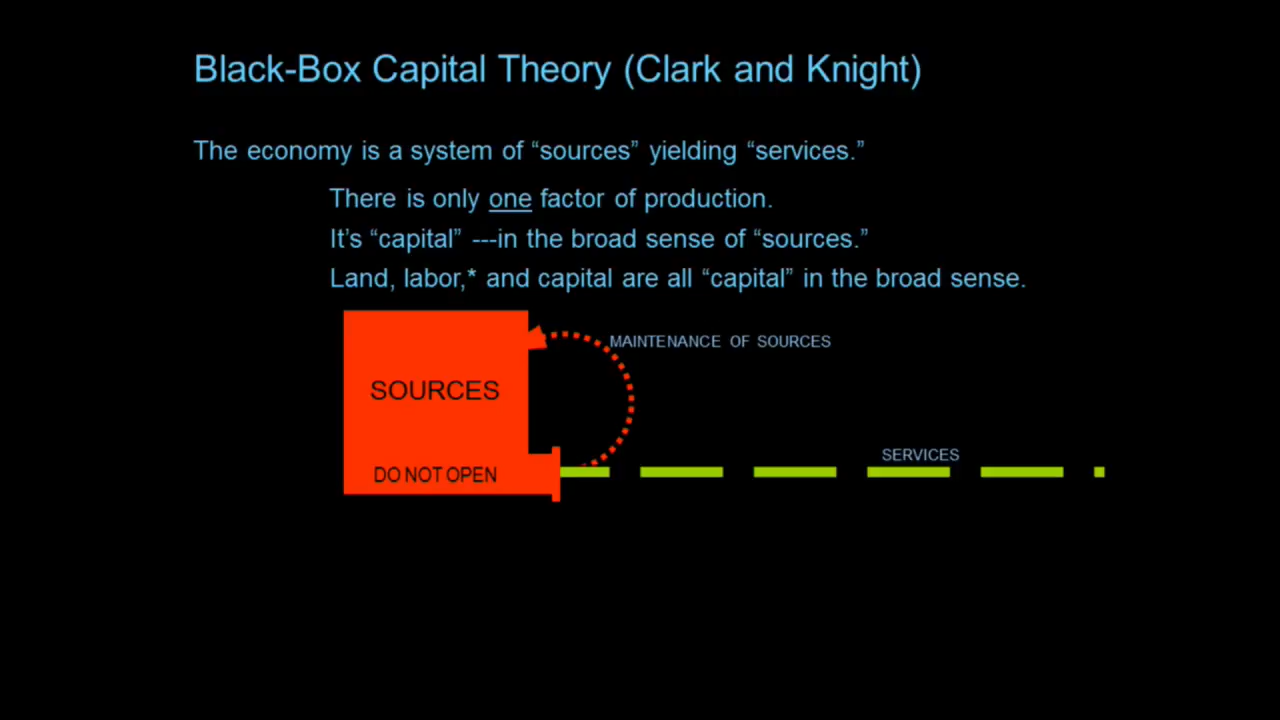 Black-Box Capital Theory (Clark and Knight)
The economy is a system of “sources” yielding “services.”
There is only one factor of production.
It’s “capital” ---in the broad sense of “sources.”
Land, labor,* and capital are all “capital” in the broad sense.
MAINTENANCE OF SOURCES
SOURCES
SERVICES
DO NOT OPEN